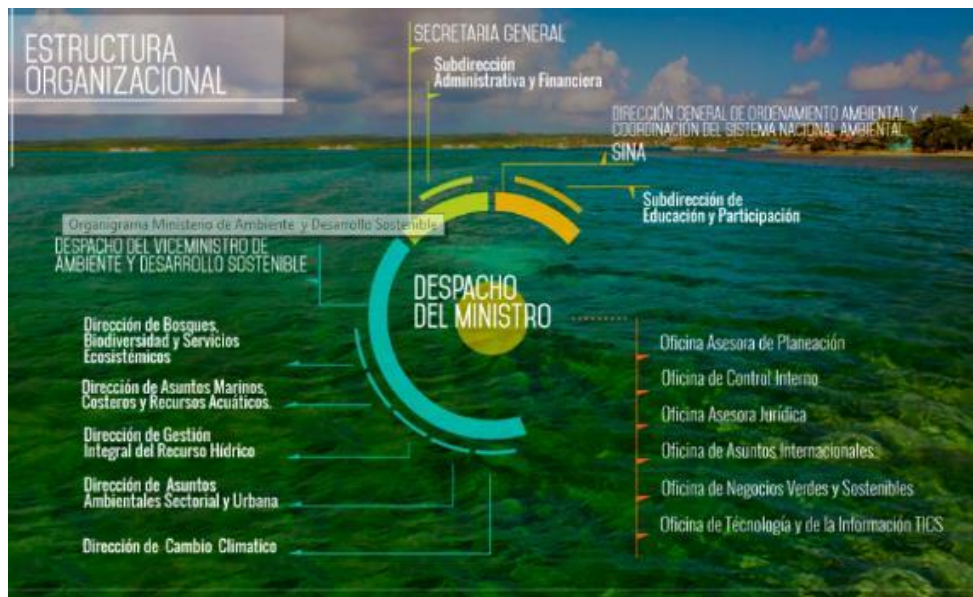 ESTRUCTURA
ORGANIZACIONAL
SECRETARIA GENERAL
Subdirección
Administrativa y Financiera
DIRECCIÓN GENERAL DE ORDENAMIENTO AMBIENTAL Y
COORDINACIÓN DEL SISTEMA NACIONAL AMBIENTAL
SINA
Subdirección de
Educación y Participación
Organigrama Ministerio de Ambiente y Desarrollo Sostenible
DESPACHO DEL VICEMINISTRO DE
AMBIENTE Y DESARROLLO SOSTENIBLE
DESPACHO
DEL MINISTRO
Dirección de Bosques,
Biodiversidad y Servicios
Ecosistémicos
Dirección de Asuntos Marinos,
Costeros y Recursos Acuáticos.
Dirección de Gestión
Integral del Recurso Hídrico
Dirección de Asuntos
Ambientales Sectorial y Urbana
Dirección de Cambio Climatico
Oficina Asesora de Planeación
Oficina de Control Interno
Oficina Asesora Jurídica
Oficina de Asuntos Internacionales
Oficina de Negocios Verdes y Sostenibles
Oficina de Técnología y de la Información TICS